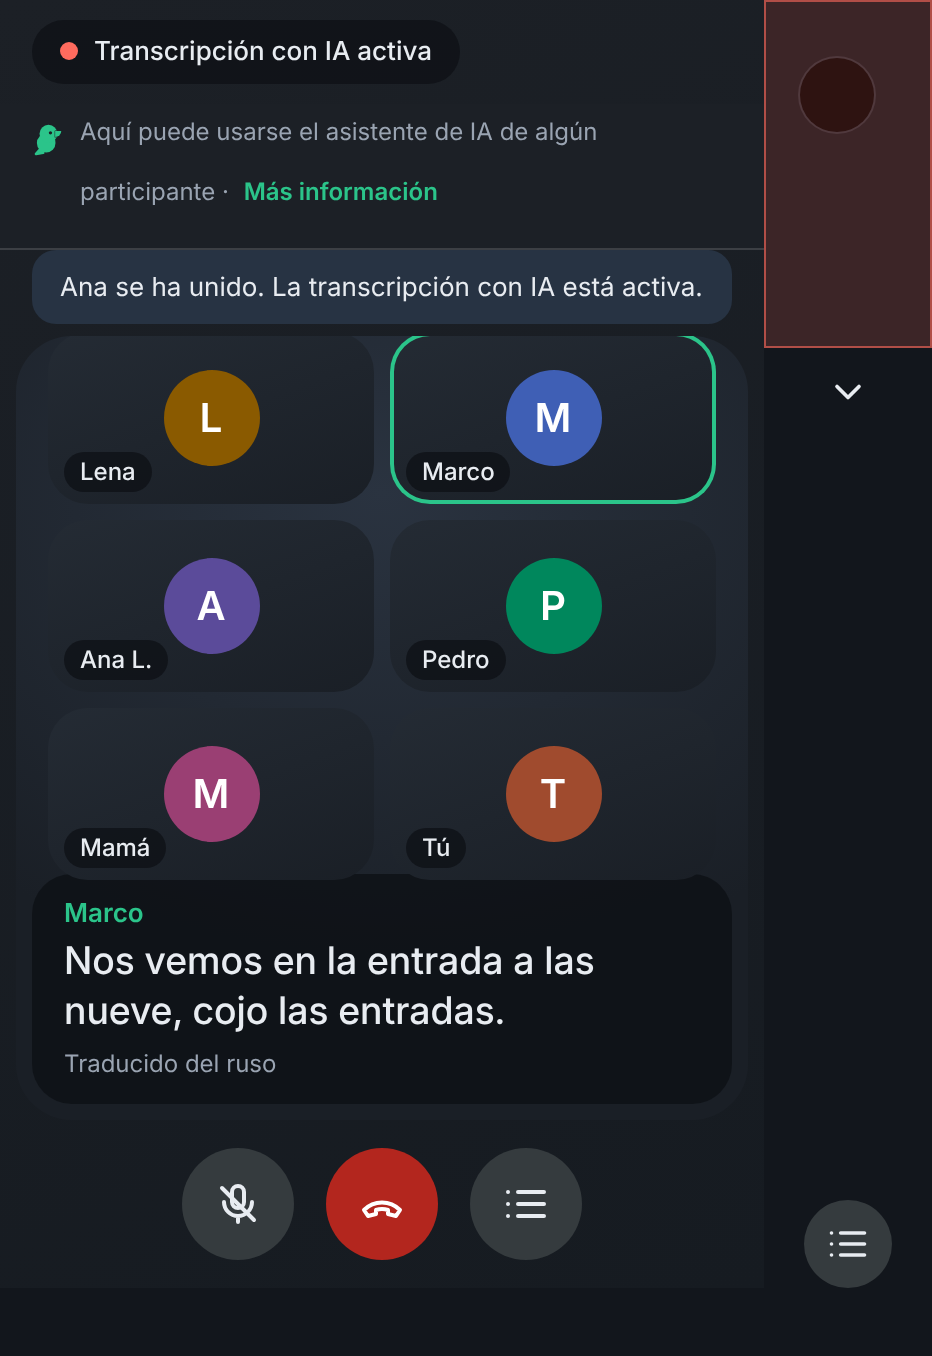 Transcripción con IA activa
Aquí puede usarse el asistente de IA de algún
participante · Más información
Ana se ha unido. La transcripción con IA está activa.
L
Lena
M
Marco
A
Ana L.
P
Pedro
M
Mamá
T
Tú
Marco
Nos vemos en la entrada a las
nueve, cojo las entradas.
Traducido del ruso